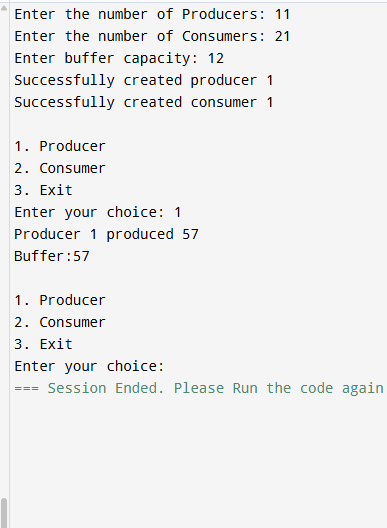 Enter the number of Producers: 11
Enter the number of Consumers: 21
Enter buffer capacity: 12
Successfully created producer 1
Successfully created consumer 1
1. Producer
2. Consumer
3. Exit
Enter your choice: 1
Producer 1 produced 57
Buffer:57
1. Producer
2. Consumer
3. Exit
Enter your choice:
=== Session Ended. Please Run the code again